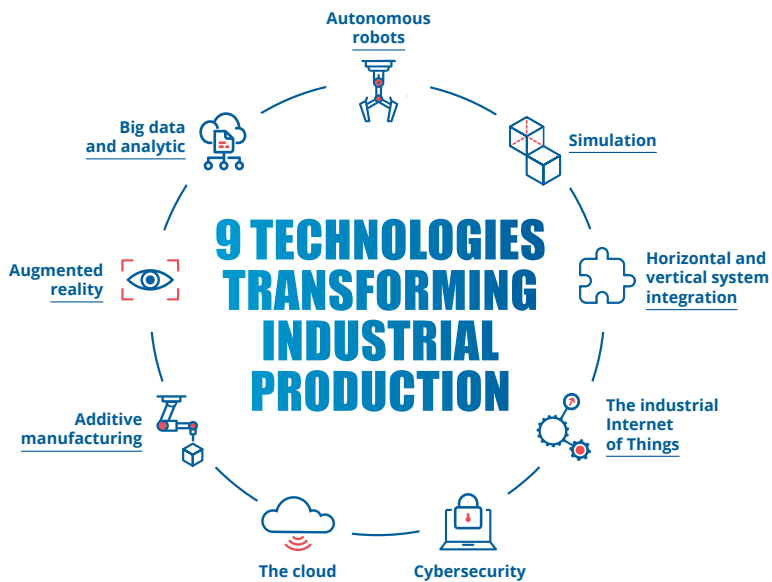 Autonomous
robots
Simulation
Horizontal and
vertical system
integration
The industrial
Internet
of Things
Cybersecurity
The cloud
Additive
manufacturing
Augmented
reality
Big data
and analytic
9 TECHNOLOGIES
TRANSFORMING
INDUSTRIAL
PRODUCTION